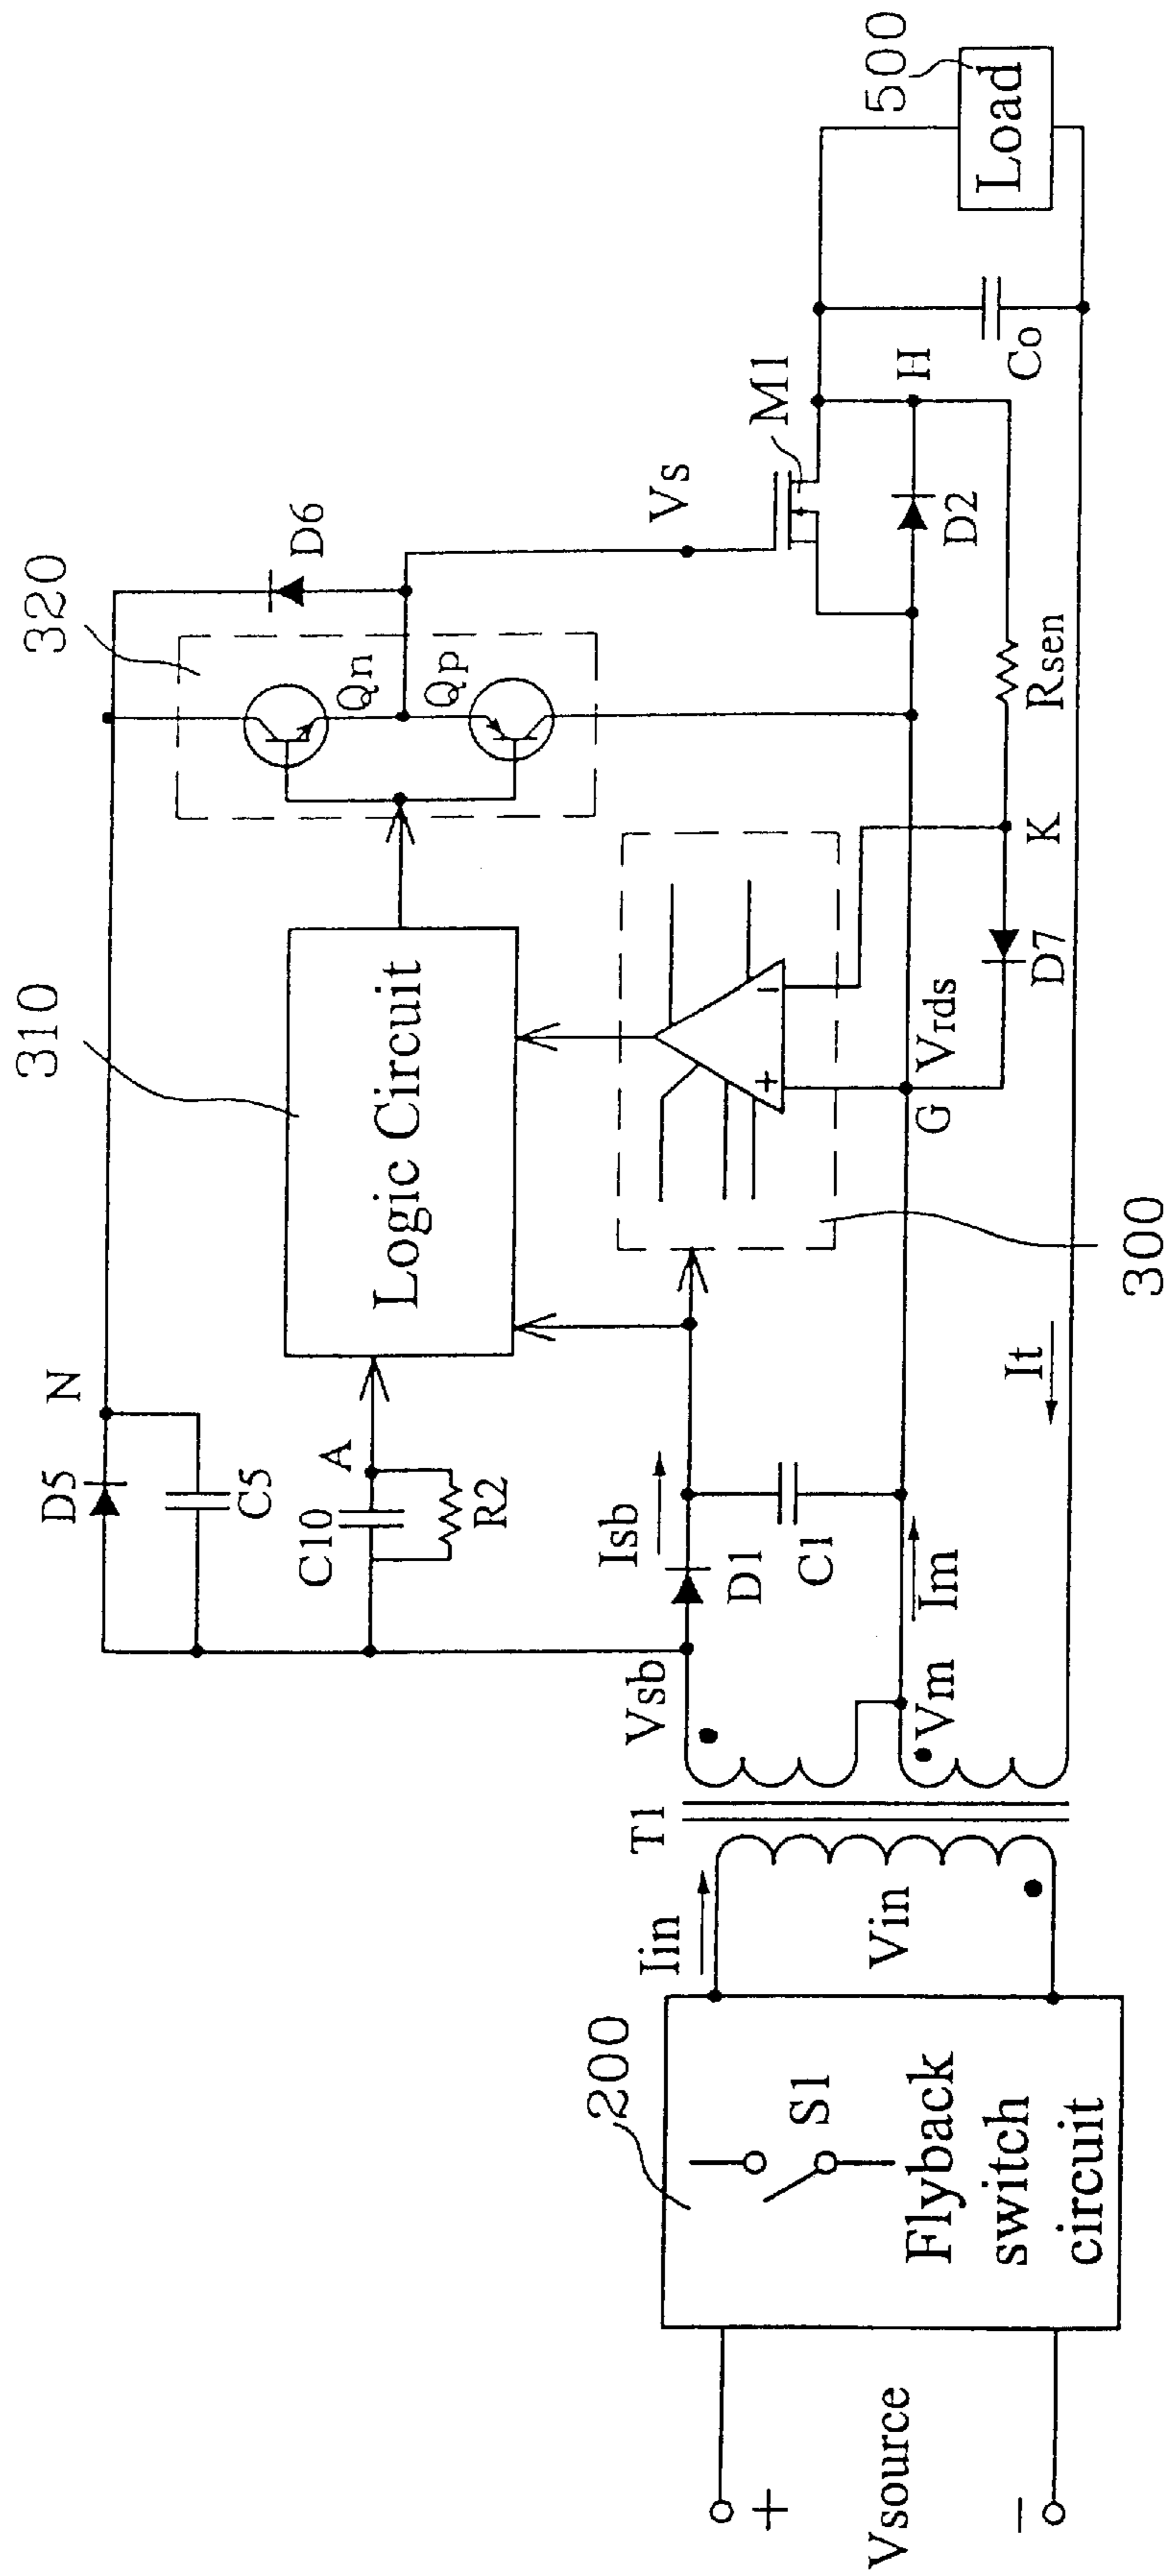 Vsource
+
−
200
S1
Flyback
switch
circuit
Iin
Vin
T1
Vsb
Vm
Im
It
D5
N
C5
C10
A
R2
Isb
D1
C1
310
Logic Circuit
300
+
−
G
Vrds
D7
K
Rsen
320
Qn
Qp
D6
Vs
M1
D2
H
Co
500
Load